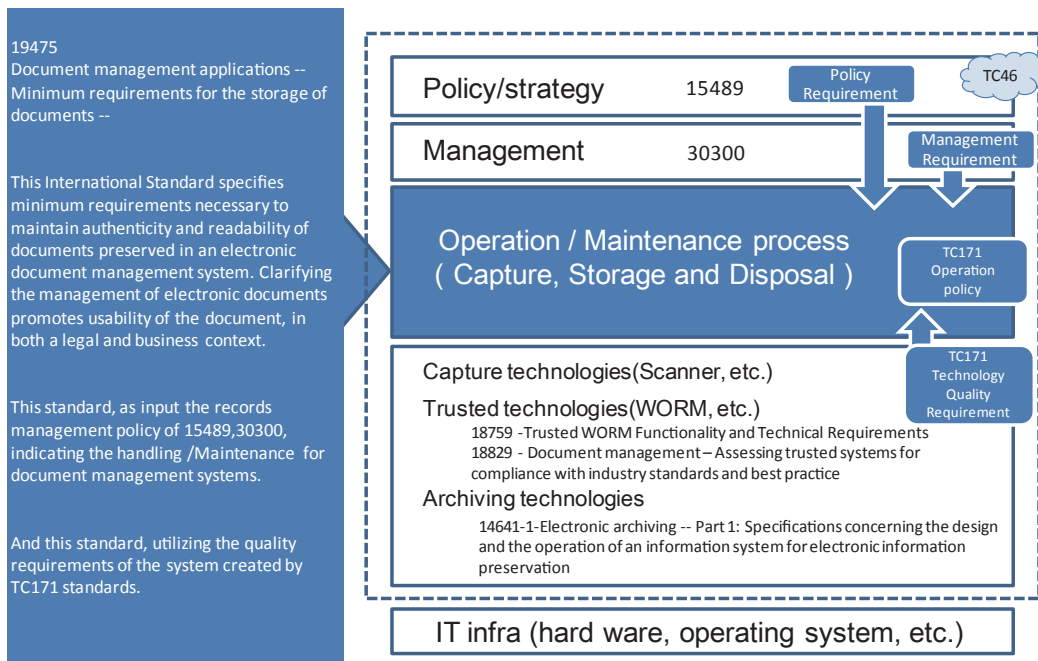 19475
Document management applications --
Minimum requirements for the storage of
documents --
This International Standard specifies
minimum requirements necessary to
maintain authenticity and readability of
documents preserved in an electronic
document management system. Clarifying
the management of electronic documents
promotes usability of the document, in
both a legal and business context.
This standard, as input the records
management policy of 15489,30300,
indicating the handling /Maintenance for
document management systems.
And this standard, utilizing the quality
requirements of the system created by
TC171 standards.
Policy/strategy 15489
Policy
Requirement
TC46
Management 30300
Management
Requirement
Operation / Maintenance process
( Capture, Storage and Disposal )
TC171
Operation
policy
TC171
Technology
Quality
Requirement
Capture technologies(Scanner, etc.)
Trusted technologies(WORM, etc.)
18759 -Trusted WORM Functionality and Technical Requirements
18829 - Document management – Assessing trusted systems for
compliance with industry standards and best practice
Archiving technologies
14641-1-Electronic archiving -- Part 1: Specifications concerning the design
and the operation of an information system for electronic information
preservation
IT infra (hard ware, operating system, etc.)